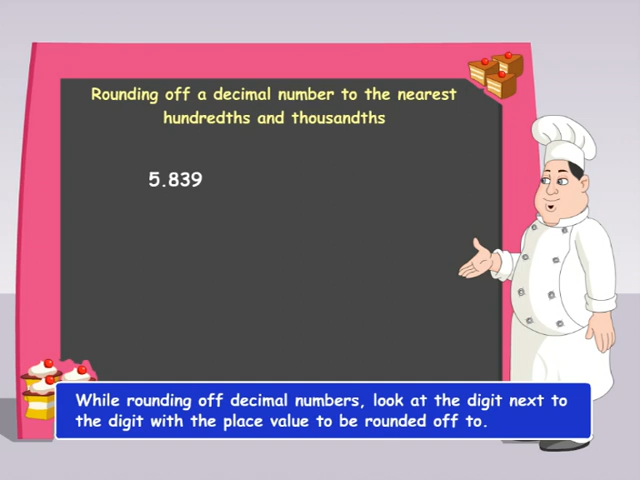 Rounding off a decimal number to the nearest
hundredths and thousandths
5.839
While rounding off decimal numbers, look at the digit next to
the digit with the place value to be rounded off to.